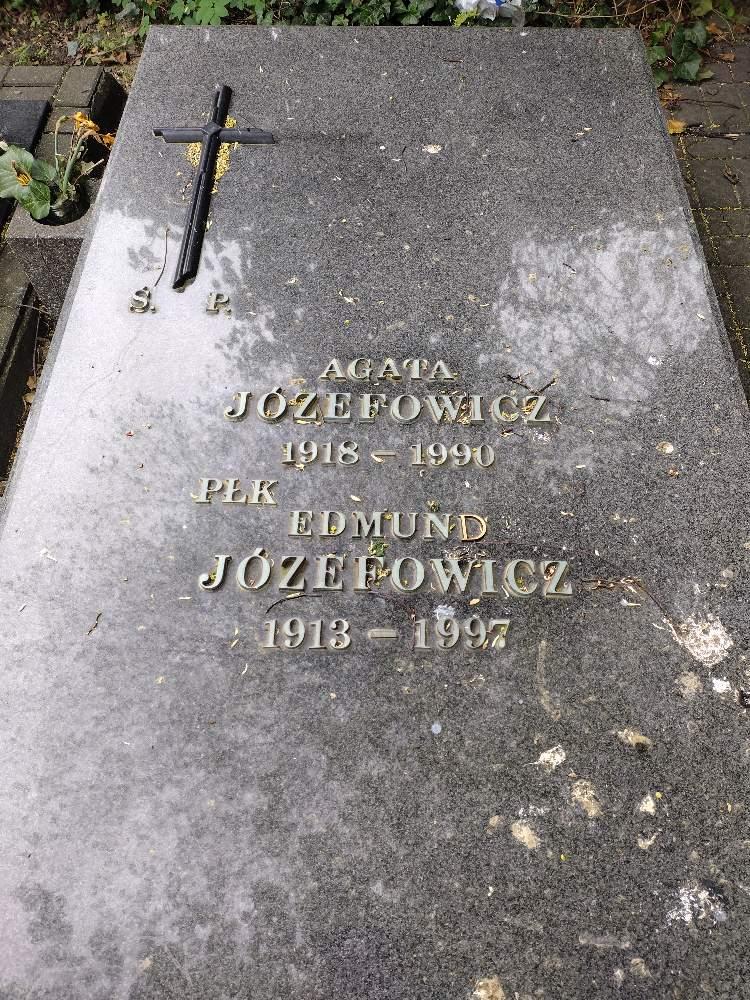 Ś. P.
AGATA
JÓZEFOWICZ
1918 – 1990
PŁK
EDMUND
JÓZEFOWICZ
1913 – 1997